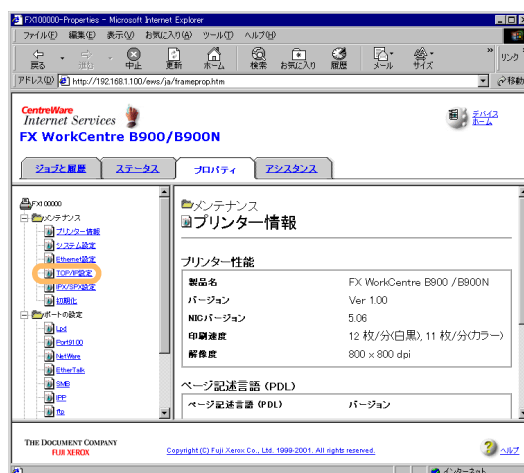 FX100000-Properties - Microsoft Internet Explorer
ファイル(F) 編集(E) 表示(V) お気に入り(A) ツール(T) ヘルプ(H)
戻る 進む 中止 更新 ホーム 検索 お気に入り 履歴 メール サイズ リンク
アドレス(D) http://192.168.1.100/ews/ja/frameprop.htm 移動
CentreWare
Internet Services
デバイス
ホーム
FX WorkCentre B900/B900N
ジョブと履歴 ステータス プロパティ アシスタンス
FX100000
メンテナンス
プリンター情報
システム設定
Ethernet設定
TCP/IP設定
IPX/SPX設定
初期化
ポートの設定
Lpd
Port9100
NetWare
EtherTalk
SMB
IPP
ftp
メンテナンス
プリンター情報
プリンター性能
製品名 FX WorkCentre B900 /B900N
バージョン Ver 1.00
NICバージョン 5.06
印刷速度 12 枚/分(白黒), 11 枚/分(カラー)
解像度 800 × 800 dpi
ページ記述言語 (PDL)
ページ記述言語 (PDL) バージョン
THE DOCUMENT COMPANY
FUJI XEROX
Copyright (C) Fuji Xerox Co., Ltd. 1999-2001. All rights reserved.
ヘルプ
インターネット